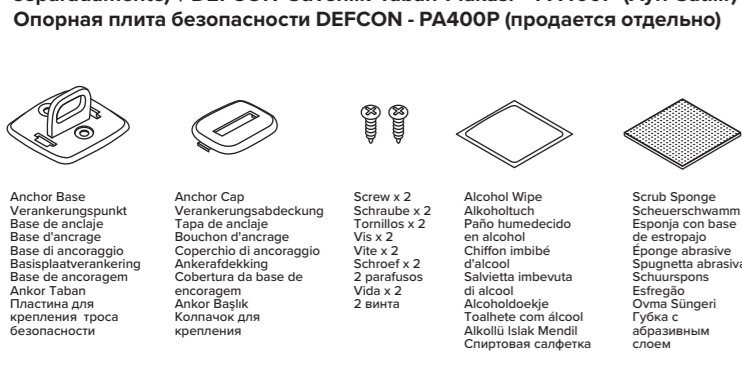 Опорная плита безопасности DEFCON - PA400P (продается отдельно)
Anchor Base
Verankerungspunkt
Base de anclaje
Base d'ancrage
Base di ancoraggio
Basisplaatverankering
Base de ancoragem
Ankor Taban
Пластина для
крепления троса
безопасности
Anchor Cap
Verankerungsabdeckung
Tapa de anclaje
Bouchon d'ancrage
Coperchio di ancoraggio
Ankerafdekking
Cobertura da base de
encoragem
Ankor Başlık
Колпачок для
крепления
Screw x 2
Schraube x 2
Tornillos x 2
Vis x 2
Vite x 2
Schroef x 2
2 parafusos
Vida x 2
2 винта
Alcohol Wipe
Alkoholtuch
Paño humedecido
en alcohol
Chiffon imbibé
d'alcool
Salvietta imbevuta
di alcool
Alcoholdoekje
Toalhete com álcool
Alkollü Islak Mendil
Спиртовая салфетка
Scrub Sponge
Scheuerschwamm
Esponja con base
de estropajo
Éponge abrasive
Spugnetta abrasiva
Schuurspons
Esfregão
Ovma Süngeri
Губка с
абразивным
слоем